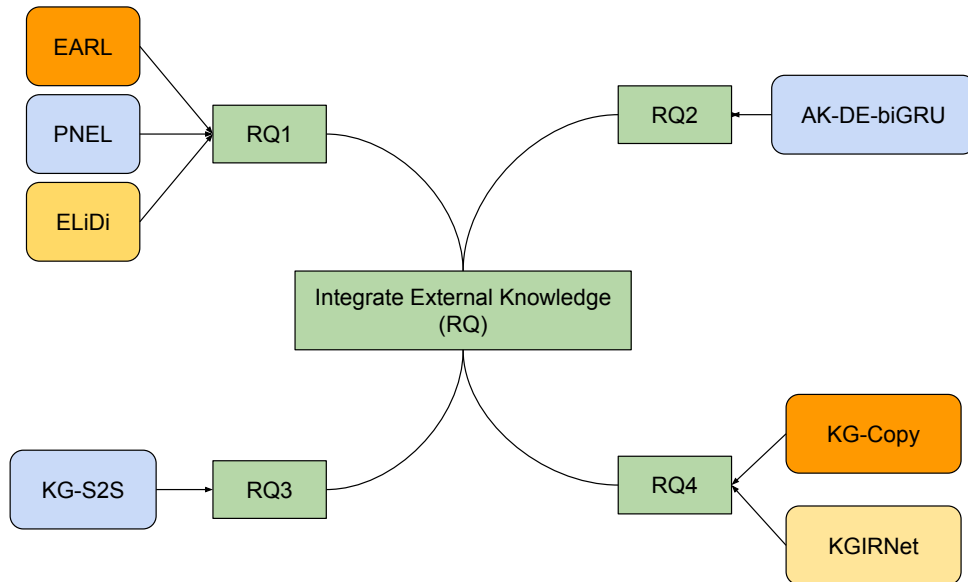 EARL
PNEL
ELiDi
RQ1
RQ2
AK-DE-biGRU
Integrate External Knowledge
(RQ)
KG-S2S
RQ3
RQ4
KG-Copy
KGIRNet